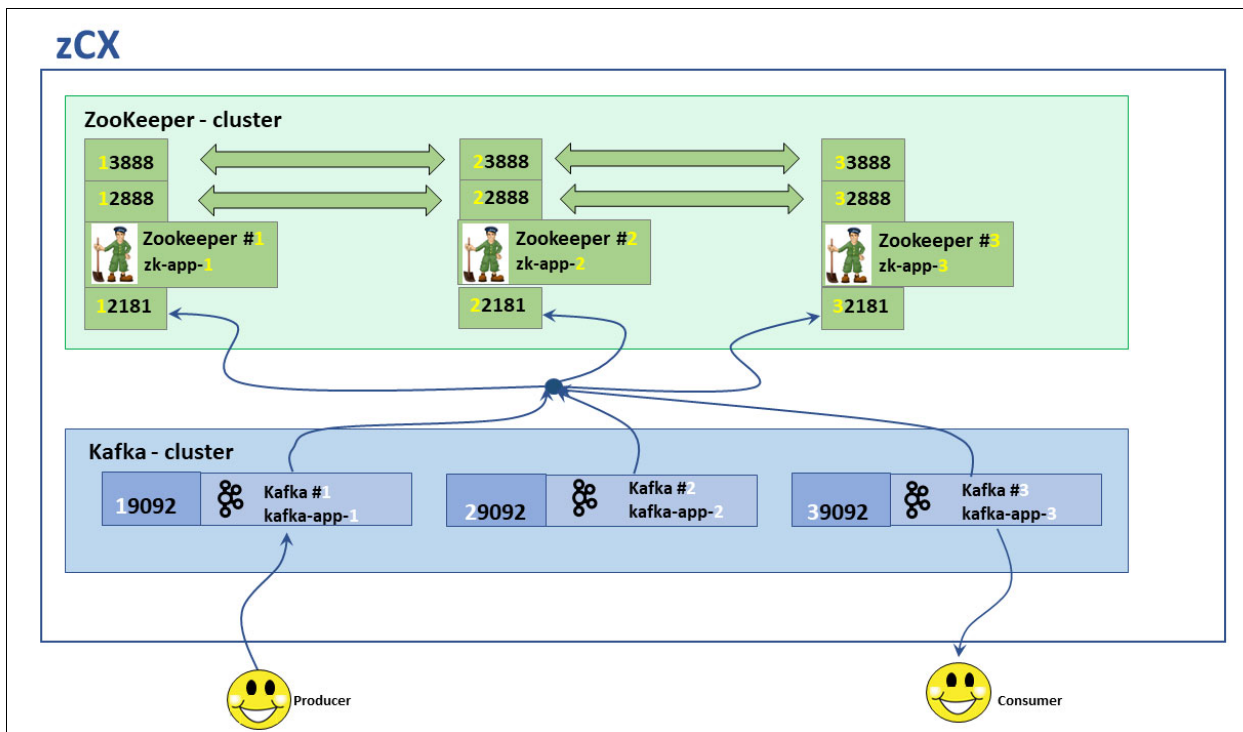 zCX
ZooKeeper - cluster
13888
23888
33888
12888
22888
32888
Zookeeper #1
zk-app-1
Zookeeper #2
zk-app-2
Zookeeper #3
zk-app-3
12181
22181
32181
Kafka - cluster
19092
Kafka #1
kafka-app-1
29092
Kafka #2
kafka-app-2
39092
Kafka #3
kafka-app-3
Producer
Consumer